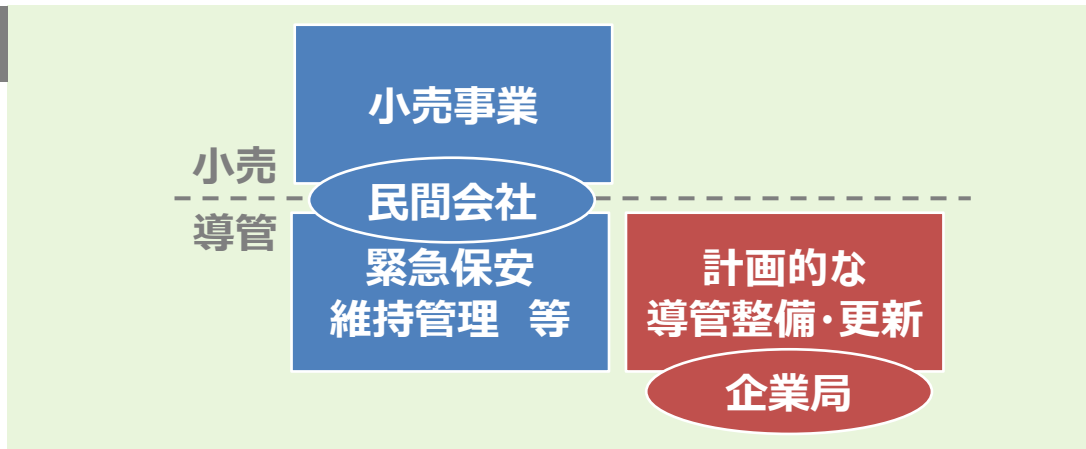 小売事業
小売
民間会社
導管
緊急保安
維持管理 等
計画的な
導管整備･更新
企業局